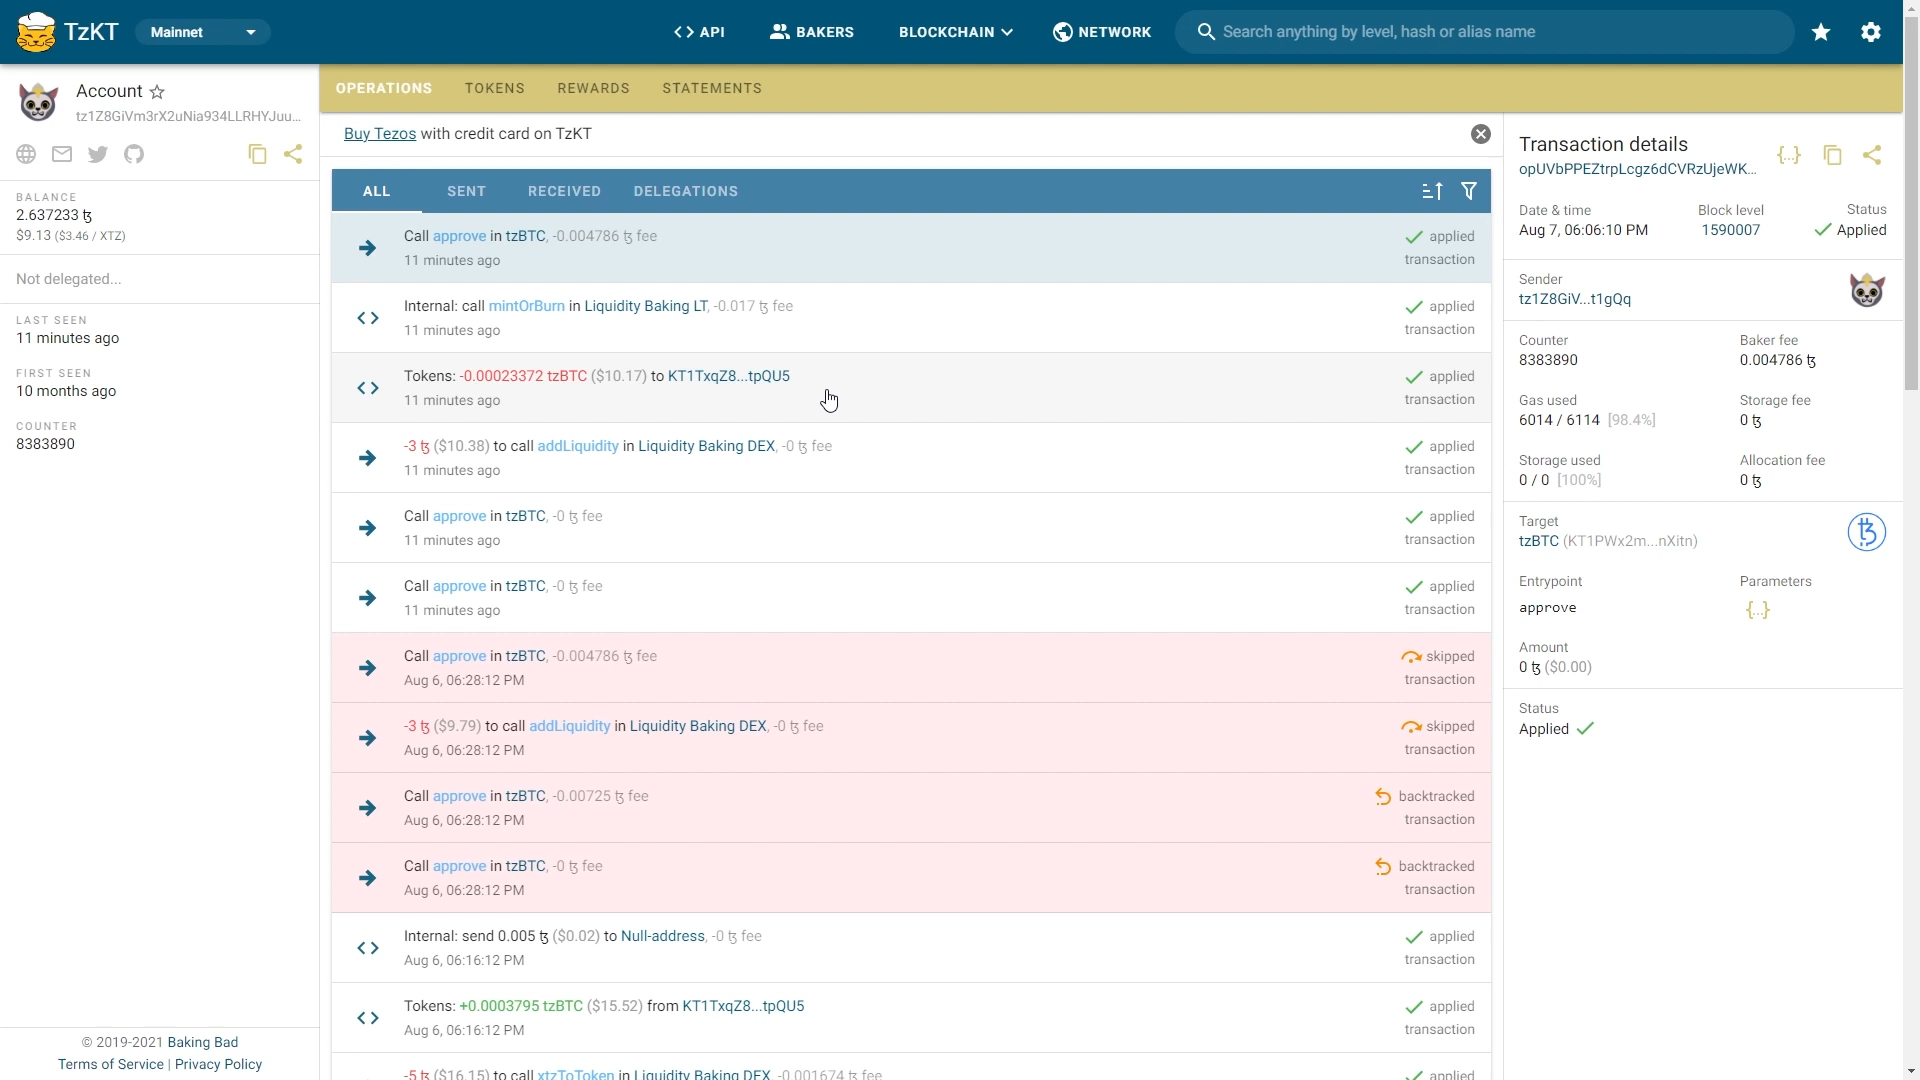 TzKT
Mainnet
API
BAKERS
BLOCKCHAIN
NETWORK
Search anything by level, hash or alias name
Account
tz1Z8GiVm3rX2uNia934LLRHYJuu...
BALANCE
2.637233 ꜩ
$9.13 ($3.46 / XTZ)
Not delegated...
LAST SEEN
11 minutes ago
FIRST SEEN
10 months ago
COUNTER
8383890
© 2019-2021 Baking Bad
Terms of Service | Privacy Policy
OPERATIONS
TOKENS
REWARDS
STATEMENTS
Buy Tezos with credit card on TzKT
ALL
SENT
RECEIVED
DELEGATIONS
Call approve in tzBTC, -0.004786 ꜩ fee
applied
11 minutes ago
transaction
Internal: call mintOrBurn in Liquidity Baking LT, -0.017 ꜩ fee
applied
11 minutes ago
transaction
Tokens: -0.00023372 tzBTC ($10.17) to KT1TxqZ8...tpQU5
applied
11 minutes ago
transaction
-3 ꜩ ($10.38) to call addLiquidity in Liquidity Baking DEX, -0 ꜩ fee
applied
11 minutes ago
transaction
Call approve in tzBTC, -0 ꜩ fee
applied
11 minutes ago
transaction
Call approve in tzBTC, -0 ꜩ fee
applied
11 minutes ago
transaction
Call approve in tzBTC, -0.004786 ꜩ fee
skipped
Aug 6, 06:28:12 PM
transaction
-3 ꜩ ($9.79) to call addLiquidity in Liquidity Baking DEX, -0 ꜩ fee
skipped
Aug 6, 06:28:12 PM
transaction
Call approve in tzBTC, -0.00725 ꜩ fee
backtracked
Aug 6, 06:28:12 PM
transaction
Call approve in tzBTC, -0 ꜩ fee
backtracked
Aug 6, 06:28:12 PM
transaction
Internal: send 0.005 ꜩ ($0.02) to Null-address, -0 ꜩ fee
applied
Aug 6, 06:16:12 PM
transaction
Tokens: +0.0003795 tzBTC ($15.52) from KT1TxqZ8...tpQU5
applied
Aug 6, 06:16:12 PM
transaction
-5 ꜩ ($16.15) to call xtzToToken in Liquidity Baking DEX, -0.001674 ꜩ fee
applied
Transaction details
opUVbPPEZtrpLcgz6dCVRzUjeWK...
{...}
Date & time
Block level
Status
Aug 7, 06:06:10 PM
1590007
Applied
Sender
tz1Z8GiV...t1gQq
Counter
Baker fee
8383890
0.004786 ꜩ
Gas used
Storage fee
6014 / 6114 [98.4%]
0 ꜩ
Storage used
Allocation fee
0 / 0 [100%]
0 ꜩ
Target
tzBTC (KT1PWx2m...nXitn)
Entrypoint
Parameters
approve
{...}
Amount
0 ꜩ ($0.00)
Status
Applied